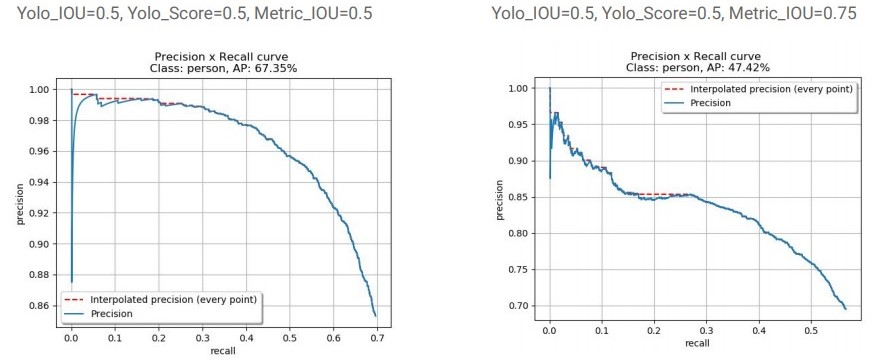 Yolo_IOU=0.5, Yolo_Score=0.5, Metric_IOU=0.5
Precision x Recall curve
Class: person, AP: 67.35%
precision
1.00
0.98
0.96
0.94
0.92
0.90
0.88
0.86
Interpolated precision (every point)
Precision
0.0 0.1 0.2 0.3 0.4 0.5 0.6 0.7
recall
Yolo_IOU=0.5, Yolo_Score=0.5, Metric_IOU=0.75
Precision x Recall curve
Class: person, AP: 47.42%
Interpolated precision (every point)
Precision
precision
1.00
0.95
0.90
0.85
0.80
0.75
0.70
0.0 0.1 0.2 0.3 0.4 0.5
recall